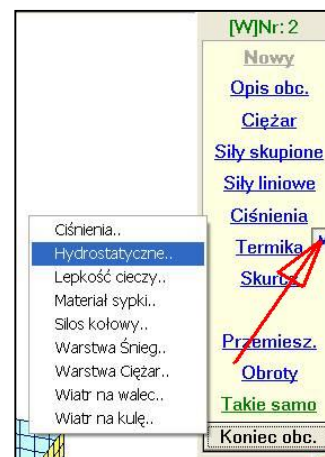 [W]Nr: 2
Nowy
Opis obc.
Ciężar
Siły skupione
Siły liniowe
Ciśnienia
Termika
Skurcz
Przemiesz.
Obroty
Takie samo
Koniec obc.
Ciśnienia..
Hydrostatyczne..
Lepkość cieczy..
Materiał sypki..
Silos kołowy..
Warstwa Śnieg..
Warstwa Ciężar..
Wiatr na walec..
Wiatr na kulę..